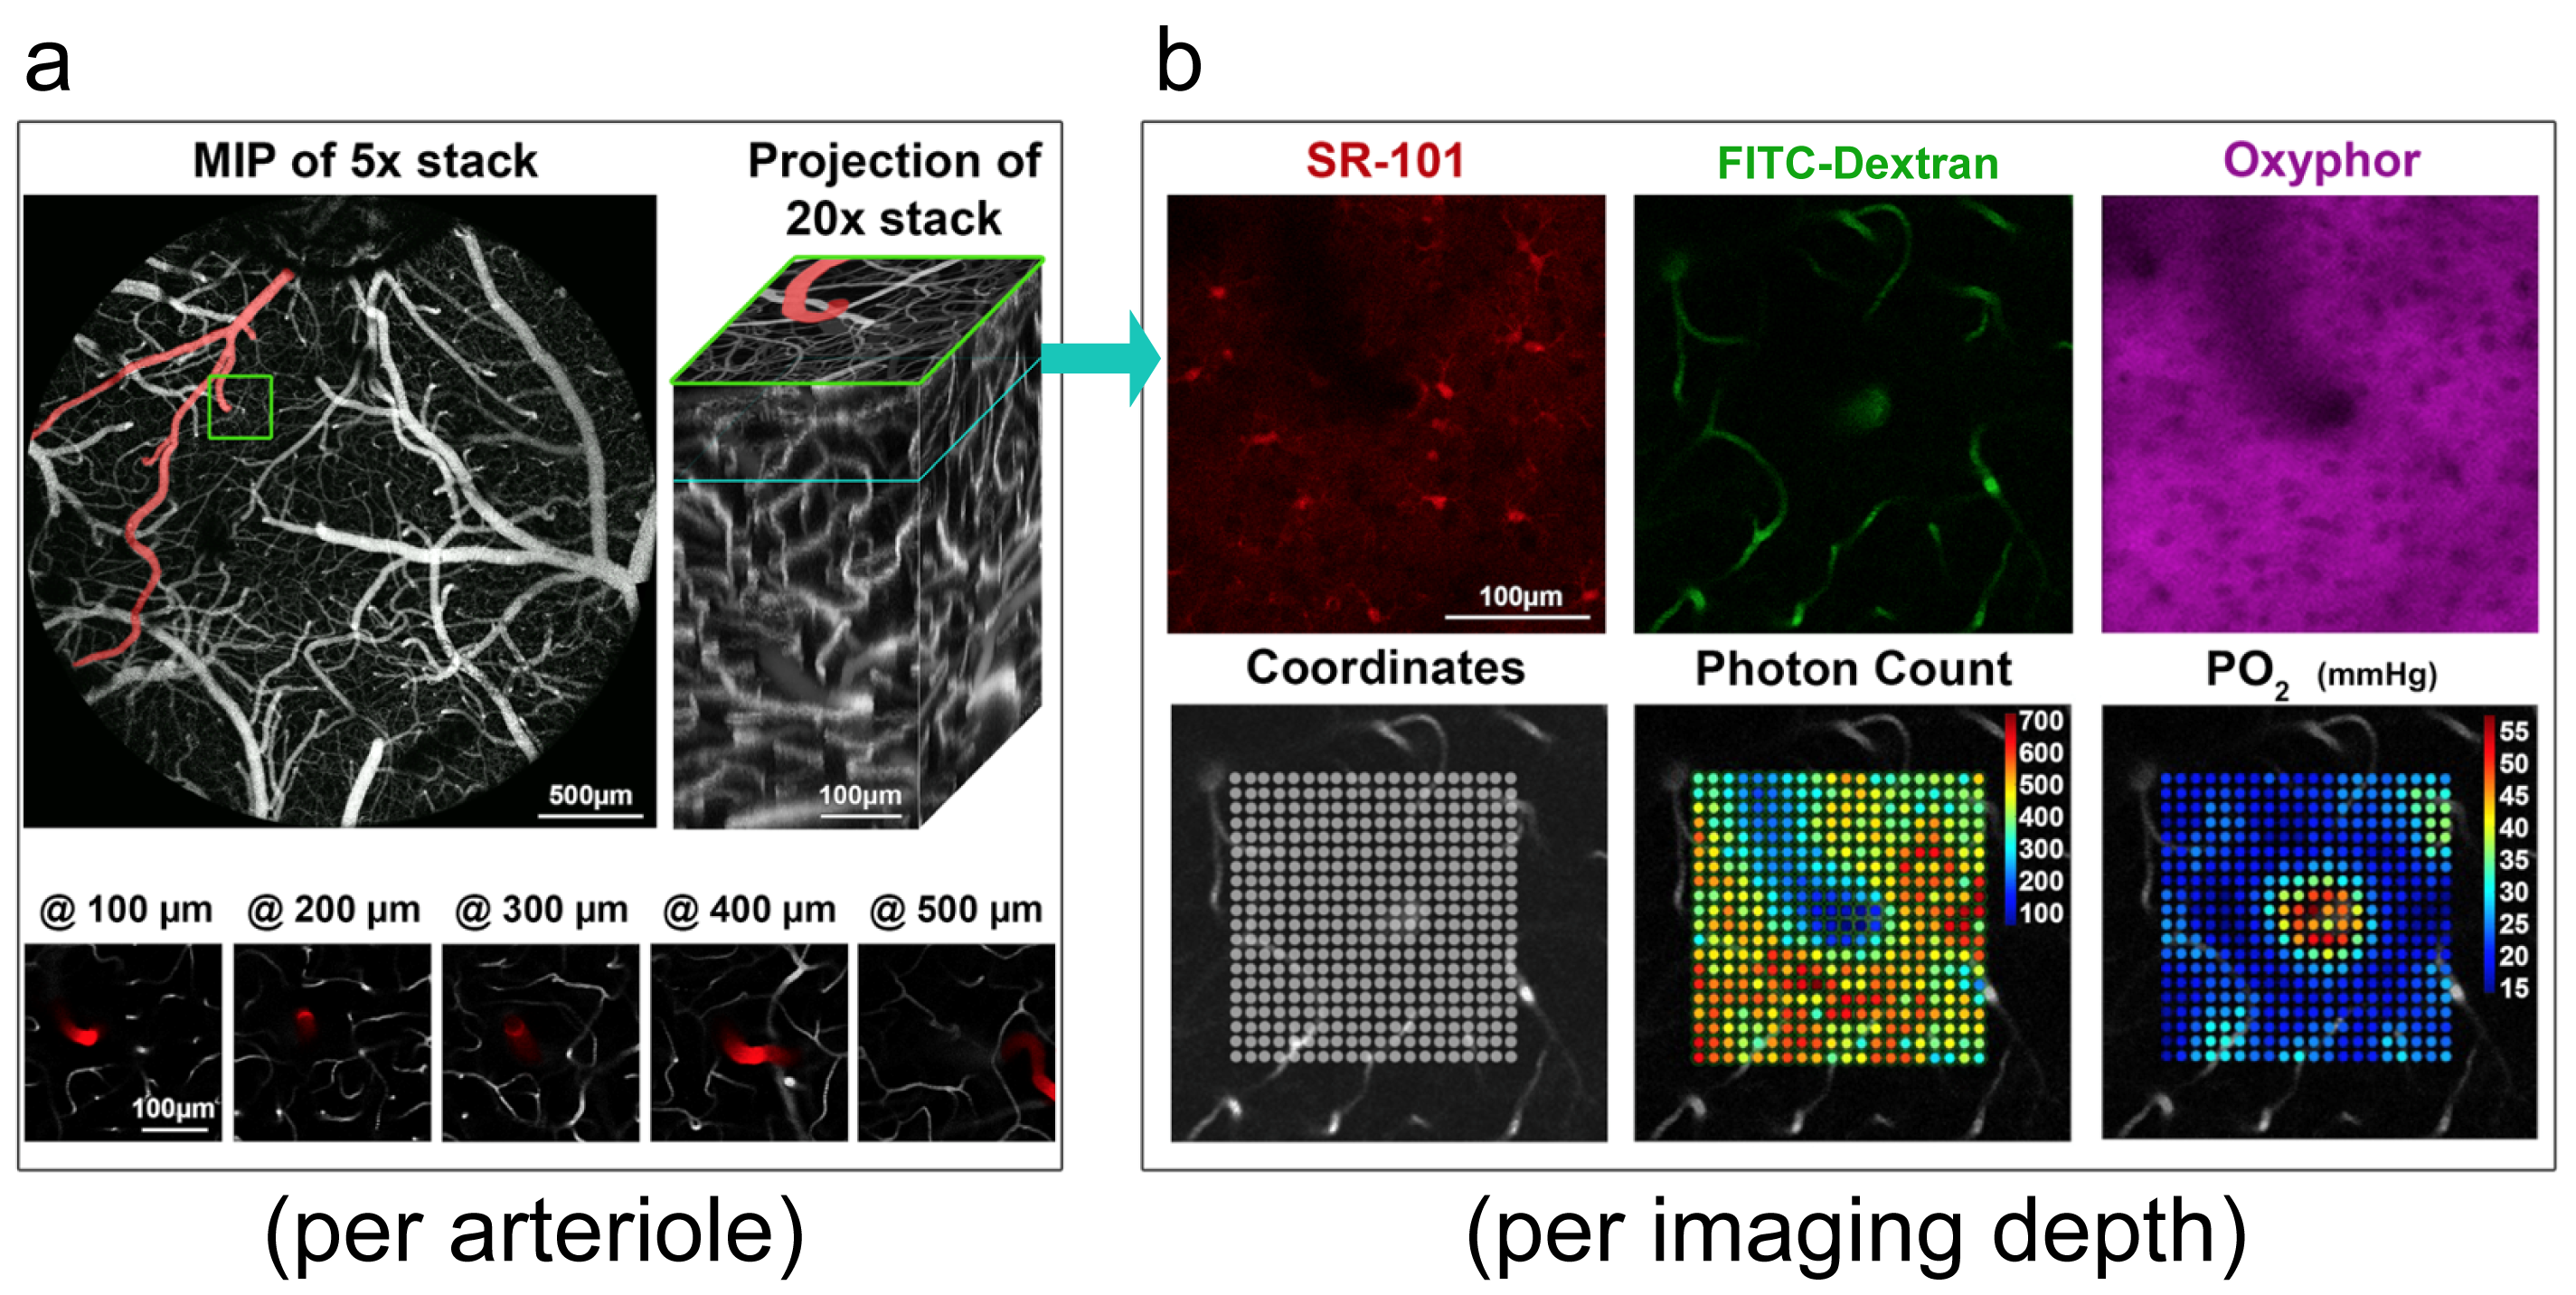 a
b
MIP of 5x stack
Projection of
20x stack
500µm
100µm
@ 100 µm
@ 200 µm
@ 300 µm
@ 400 µm
@ 500 µm
100µm
(per arteriole)
SR-101
FITC-Dextran
Oxyphor
100µm
Coordinates
Photon Count
PO2 (mmHg)
700
600
500
400
300
200
100
55
50
45
40
35
30
25
20
15
(per imaging depth)